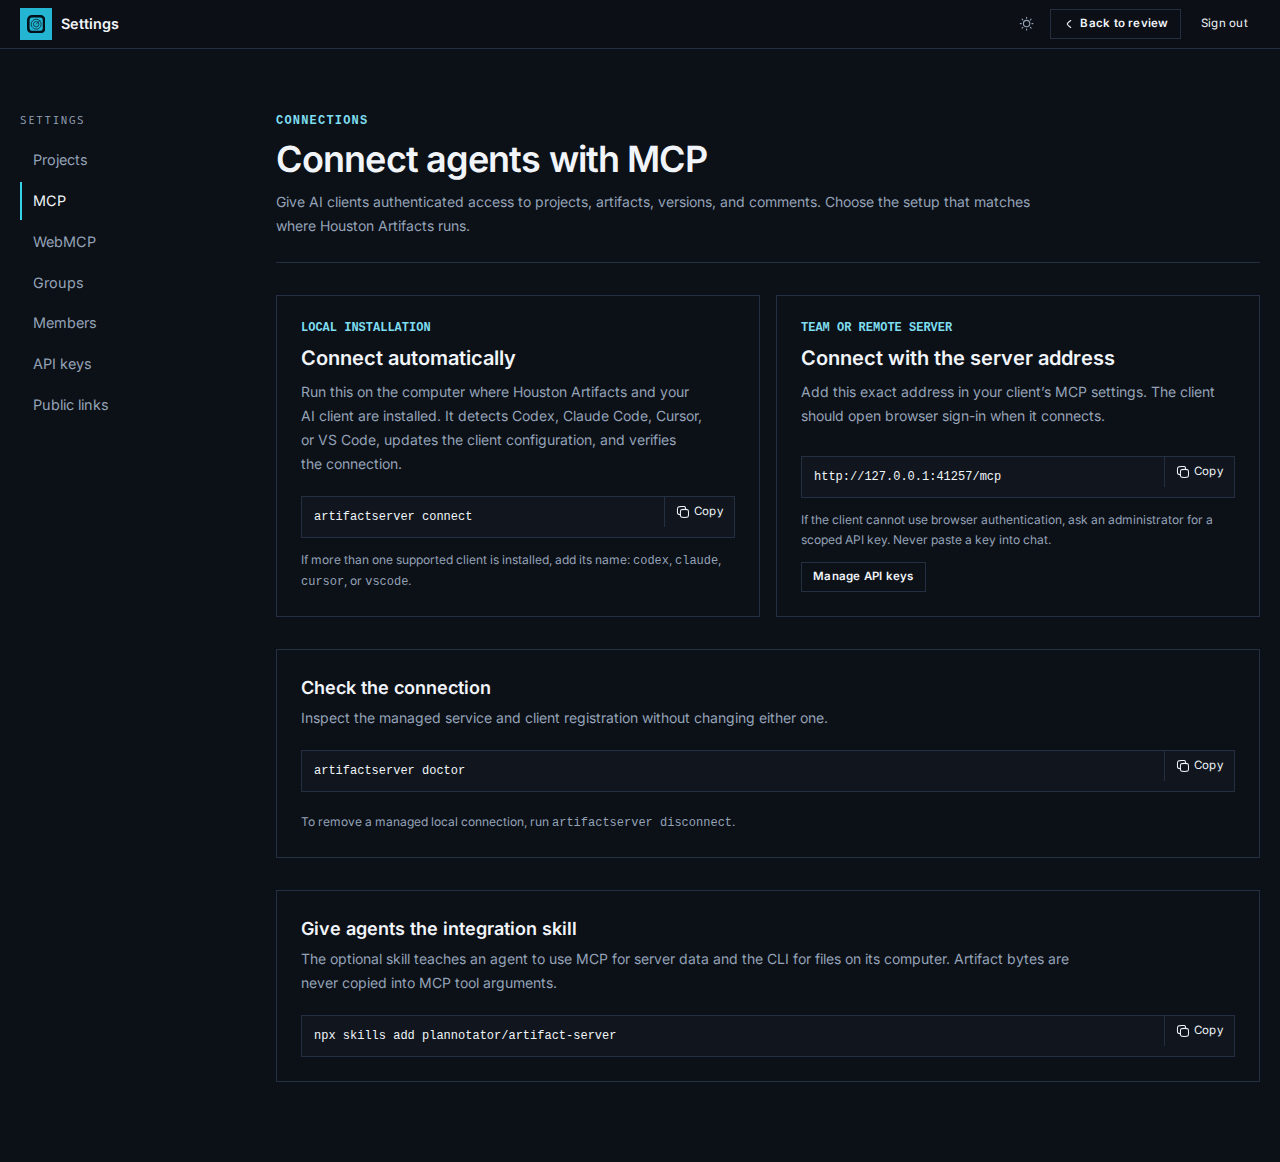 Settings
Back to review
Sign out
SETTINGS
Projects
MCP
WebMCP
Groups
Members
API keys
Public links
CONNECTIONS
Connect agents with MCP
Give AI clients authenticated access to projects, artifacts, versions, and comments. Choose the setup that matches
where Houston Artifacts runs.
LOCAL INSTALLATION
Connect automatically
Run this on the computer where Houston Artifacts and your
AI client are installed. It detects Codex, Claude Code, Cursor,
or VS Code, updates the client configuration, and verifies
the connection.
artifactserver connect
Copy
If more than one supported client is installed, add its name: codex, claude,
cursor, or vscode.
TEAM OR REMOTE SERVER
Connect with the server address
Add this exact address in your client’s MCP settings. The client
should open browser sign-in when it connects.
http://127.0.0.1:41257/mcp
Copy
If the client cannot use browser authentication, ask an administrator for a
scoped API key. Never paste a key into chat.
Manage API keys
Check the connection
Inspect the managed service and client registration without changing either one.
artifactserver doctor
Copy
To remove a managed local connection, run artifactserver disconnect.
Give agents the integration skill
The optional skill teaches an agent to use MCP for server data and the CLI for files on its computer. Artifact bytes are
never copied into MCP tool arguments.
npx skills add plannotator/artifact-server
Copy